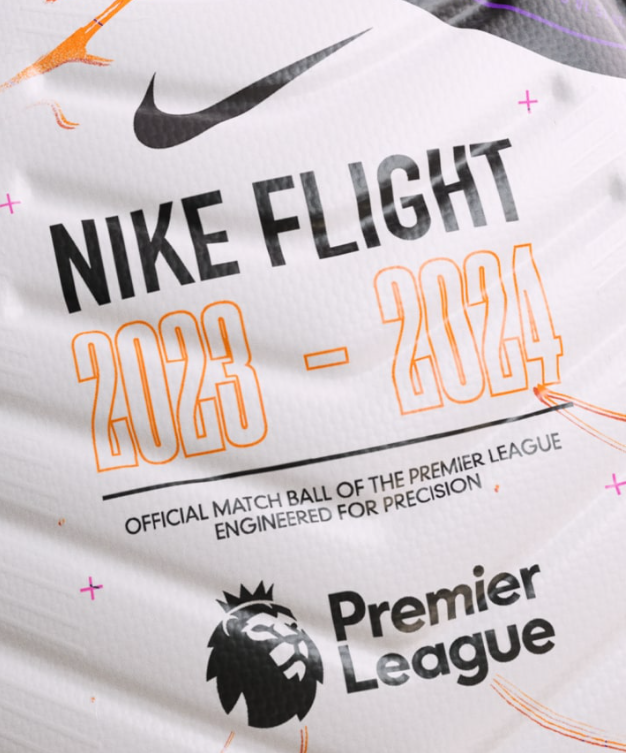 NIKE FLIGHT
2023 - 2024
OFFICIAL MATCH BALL OF THE PREMIER LEAGUE
ENGINEERED FOR PRECISION
Premier
League